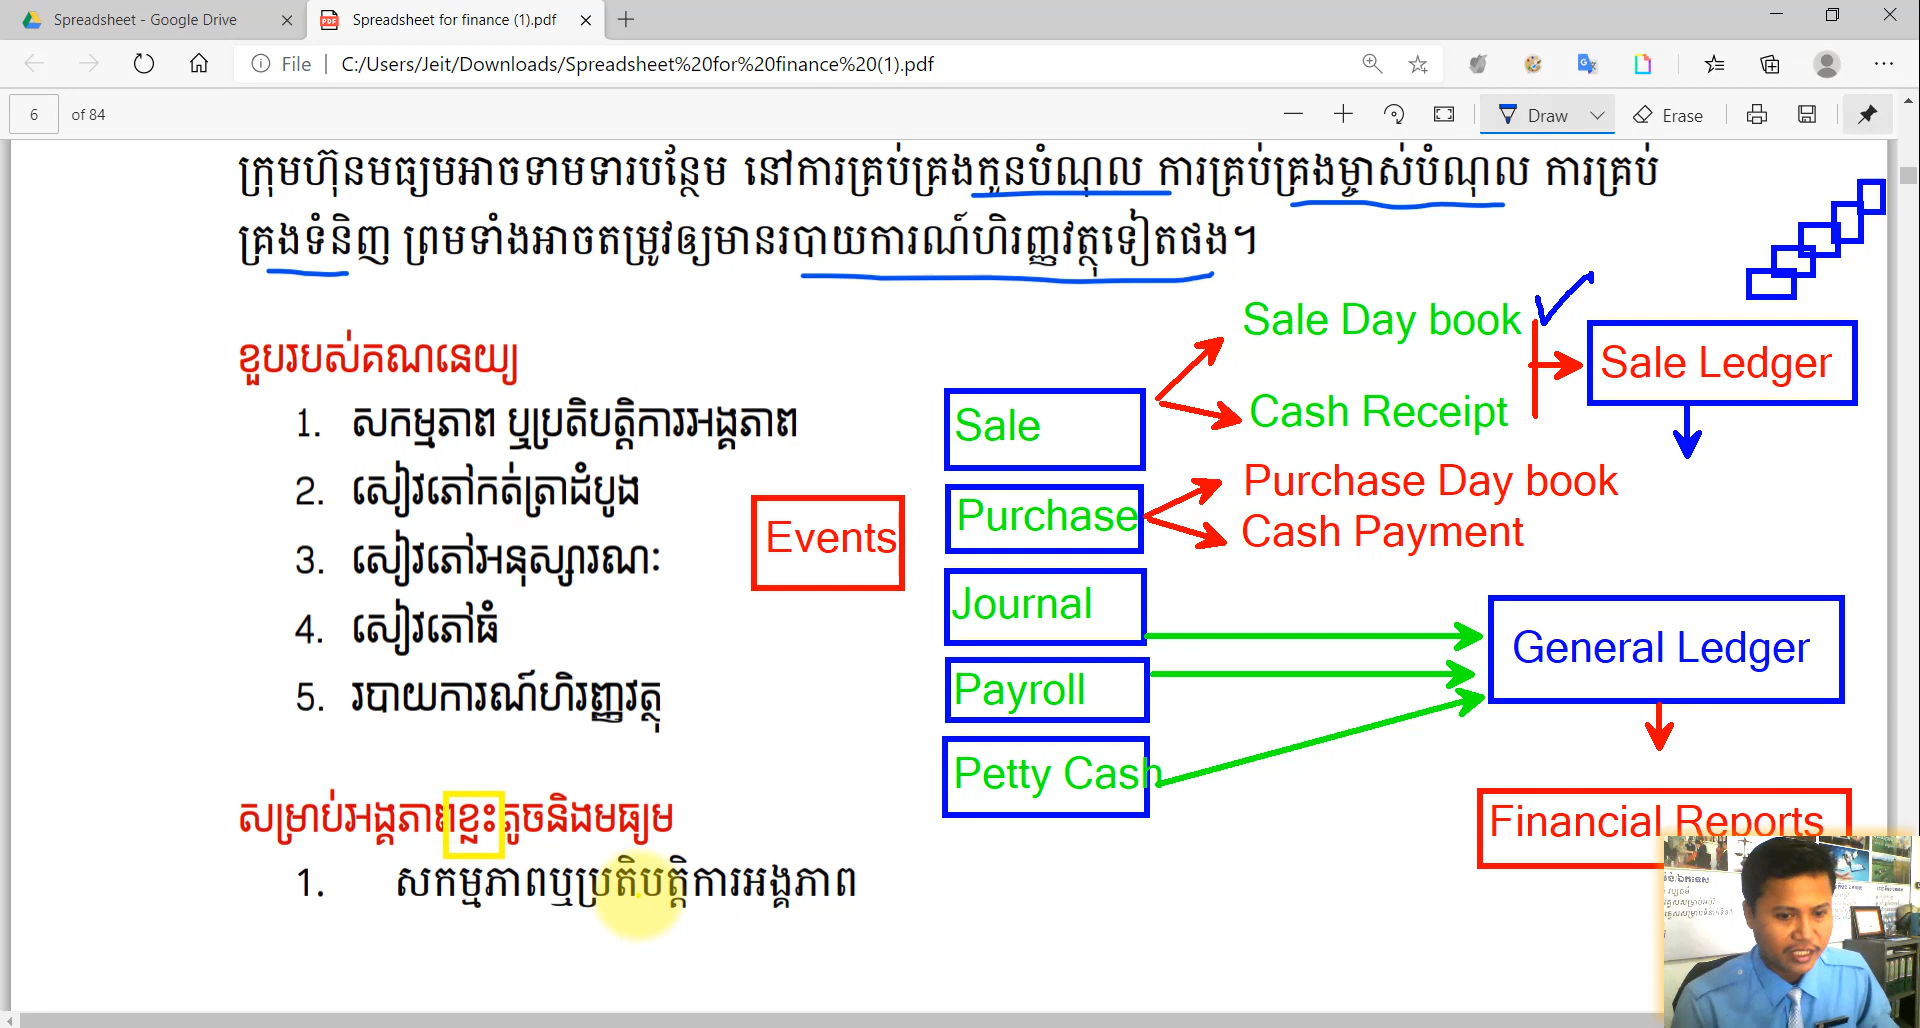 Spreadsheet - Google Drive
Spreadsheet for finance (1).pdf
File
C:/Users/Jeit/Downloads/Spreadsheet%20for%20finance%20(1).pdf
6 of 84
Draw
Erase
ក្រុមហ៊ុនមធ្យមអាចទាមទារបន្ថែម នៅការគ្រប់គ្រងកូនបំណុល ការគ្រប់គ្រងម្ចាស់បំណុល ការគ្រប់
គ្រងទំនិញ ព្រមទាំងអាចតម្រូវឲ្យមានរបាយការណ៍ហិរញ្ញវត្ថុទៀតផង។
ខួបរបស់គណនេយ្យ
1. សកម្មភាព ឬប្រតិបត្តិការអង្គភាព
2. សៀវភៅកត់ត្រាដំបូង
3. សៀវភៅអនុស្សារណៈ
4. សៀវភៅធំ
5. របាយការណ៍ហិរញ្ញវត្ថុ
សម្រាប់អង្គភាពខ្លះតូចនិងមធ្យម
1. សកម្មភាពឬប្រតិបត្តិការអង្គភាព
Events
Sale
Purchase
Journal
Payroll
Petty Cash
Sale Day book
Cash Receipt
Purchase Day book
Cash Payment
Sale Ledger
General Ledger
Financial Reports